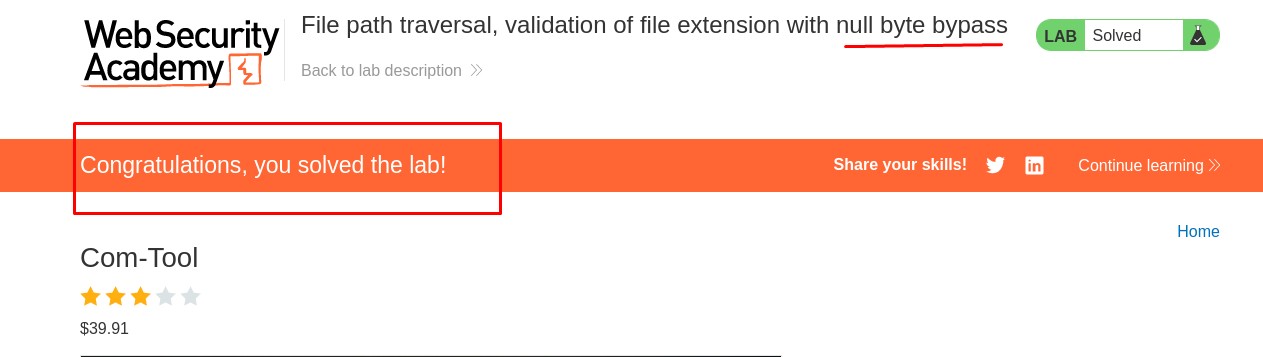 Web Security
Academy
File path traversal, validation of file extension with null byte bypass
Back to lab description
LAB Solved
Congratulations, you solved the lab!
Share your skills!
Continue learning
Home
Com-Tool
$39.91